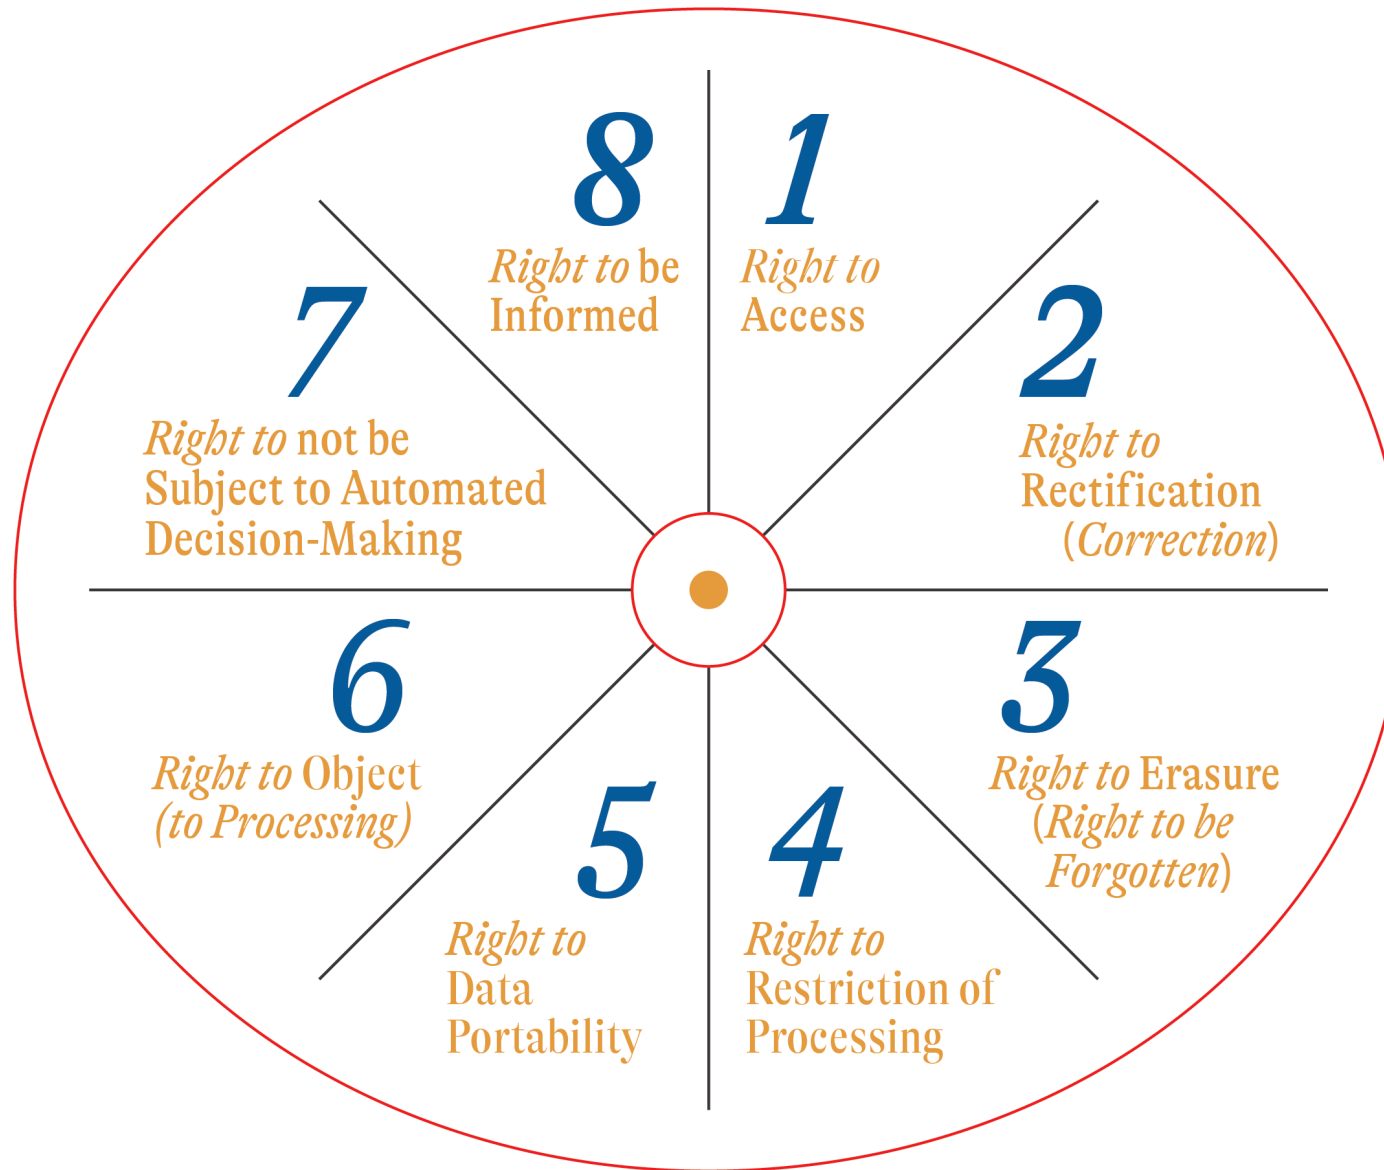 1
Right to
Access
2
Right to
Rectification
(Correction)
3
Right to Erasure
(Right to be
Forgotten)
4
Right to
Restriction of
Processing
5
Right to
Data
Portability
6
Right to Object
(to Processing)
7
Right to not be
Subject to Automated
Decision-Making
8
Right to be
Informed